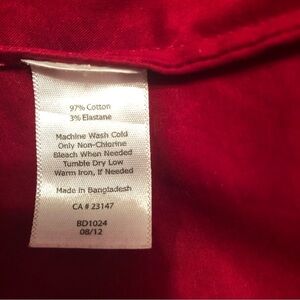 97% Cotton
3% Elastane
Machine Wash Cold
Only Non-Chlorine
Bleach When Needed
Tumble Dry Low
Warm Iron, If Needed
Made in Bangladesh
CA # 23147
BD1024
08/12